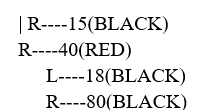 | R----15(BLACK)
R----40(RED)
L----18(BLACK)
R----80(BLACK)